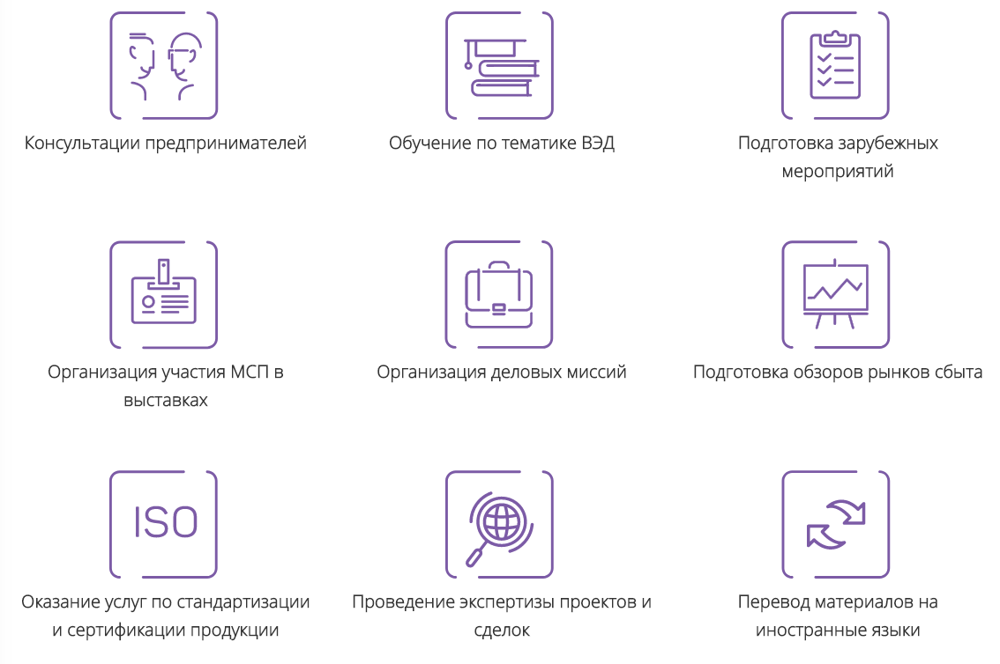 Консультации предпринимателей
Обучение по тематике ВЭД
Подготовка зарубежных
мероприятий
Организация участия МСП в
выставках
Организация деловых миссий
Подготовка обзоров рынков сбыта
ISO
Оказание услуг по стандартизации
и сертификации продукции
Проведение экспертизы проектов и
сделок
Перевод материалов на
иностранные языки